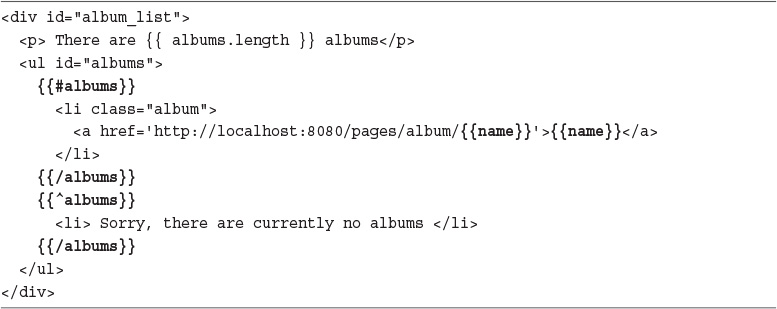 <div id="album_list">
  <p> There are {{ albums.length }} albums</p>
  <ul id="albums">
    {{#albums}}
      <li class="album">
        <a href='http://localhost:8080/pages/album/{{name}}'>{{name}}</a>
      </li>
    {{/albums}}
    {{^albums}}
      <li> Sorry, there are currently no albums </li>
    {{/albums}}
  </ul>
</div>